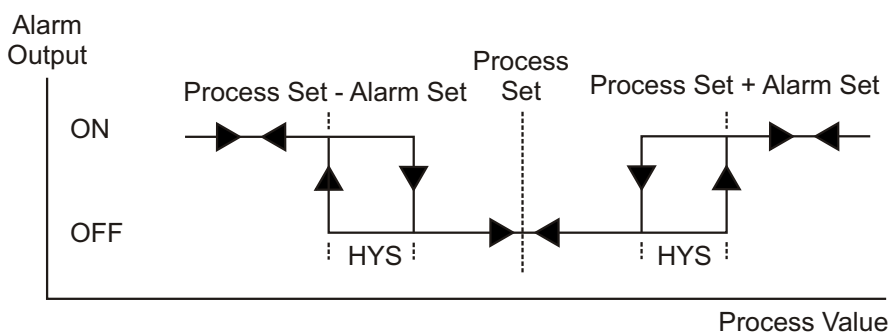 Alarm
Output
Process
Set
Process Set - Alarm Set
Process Set + Alarm Set
ON
OFF
HYS
HYS
Process Value